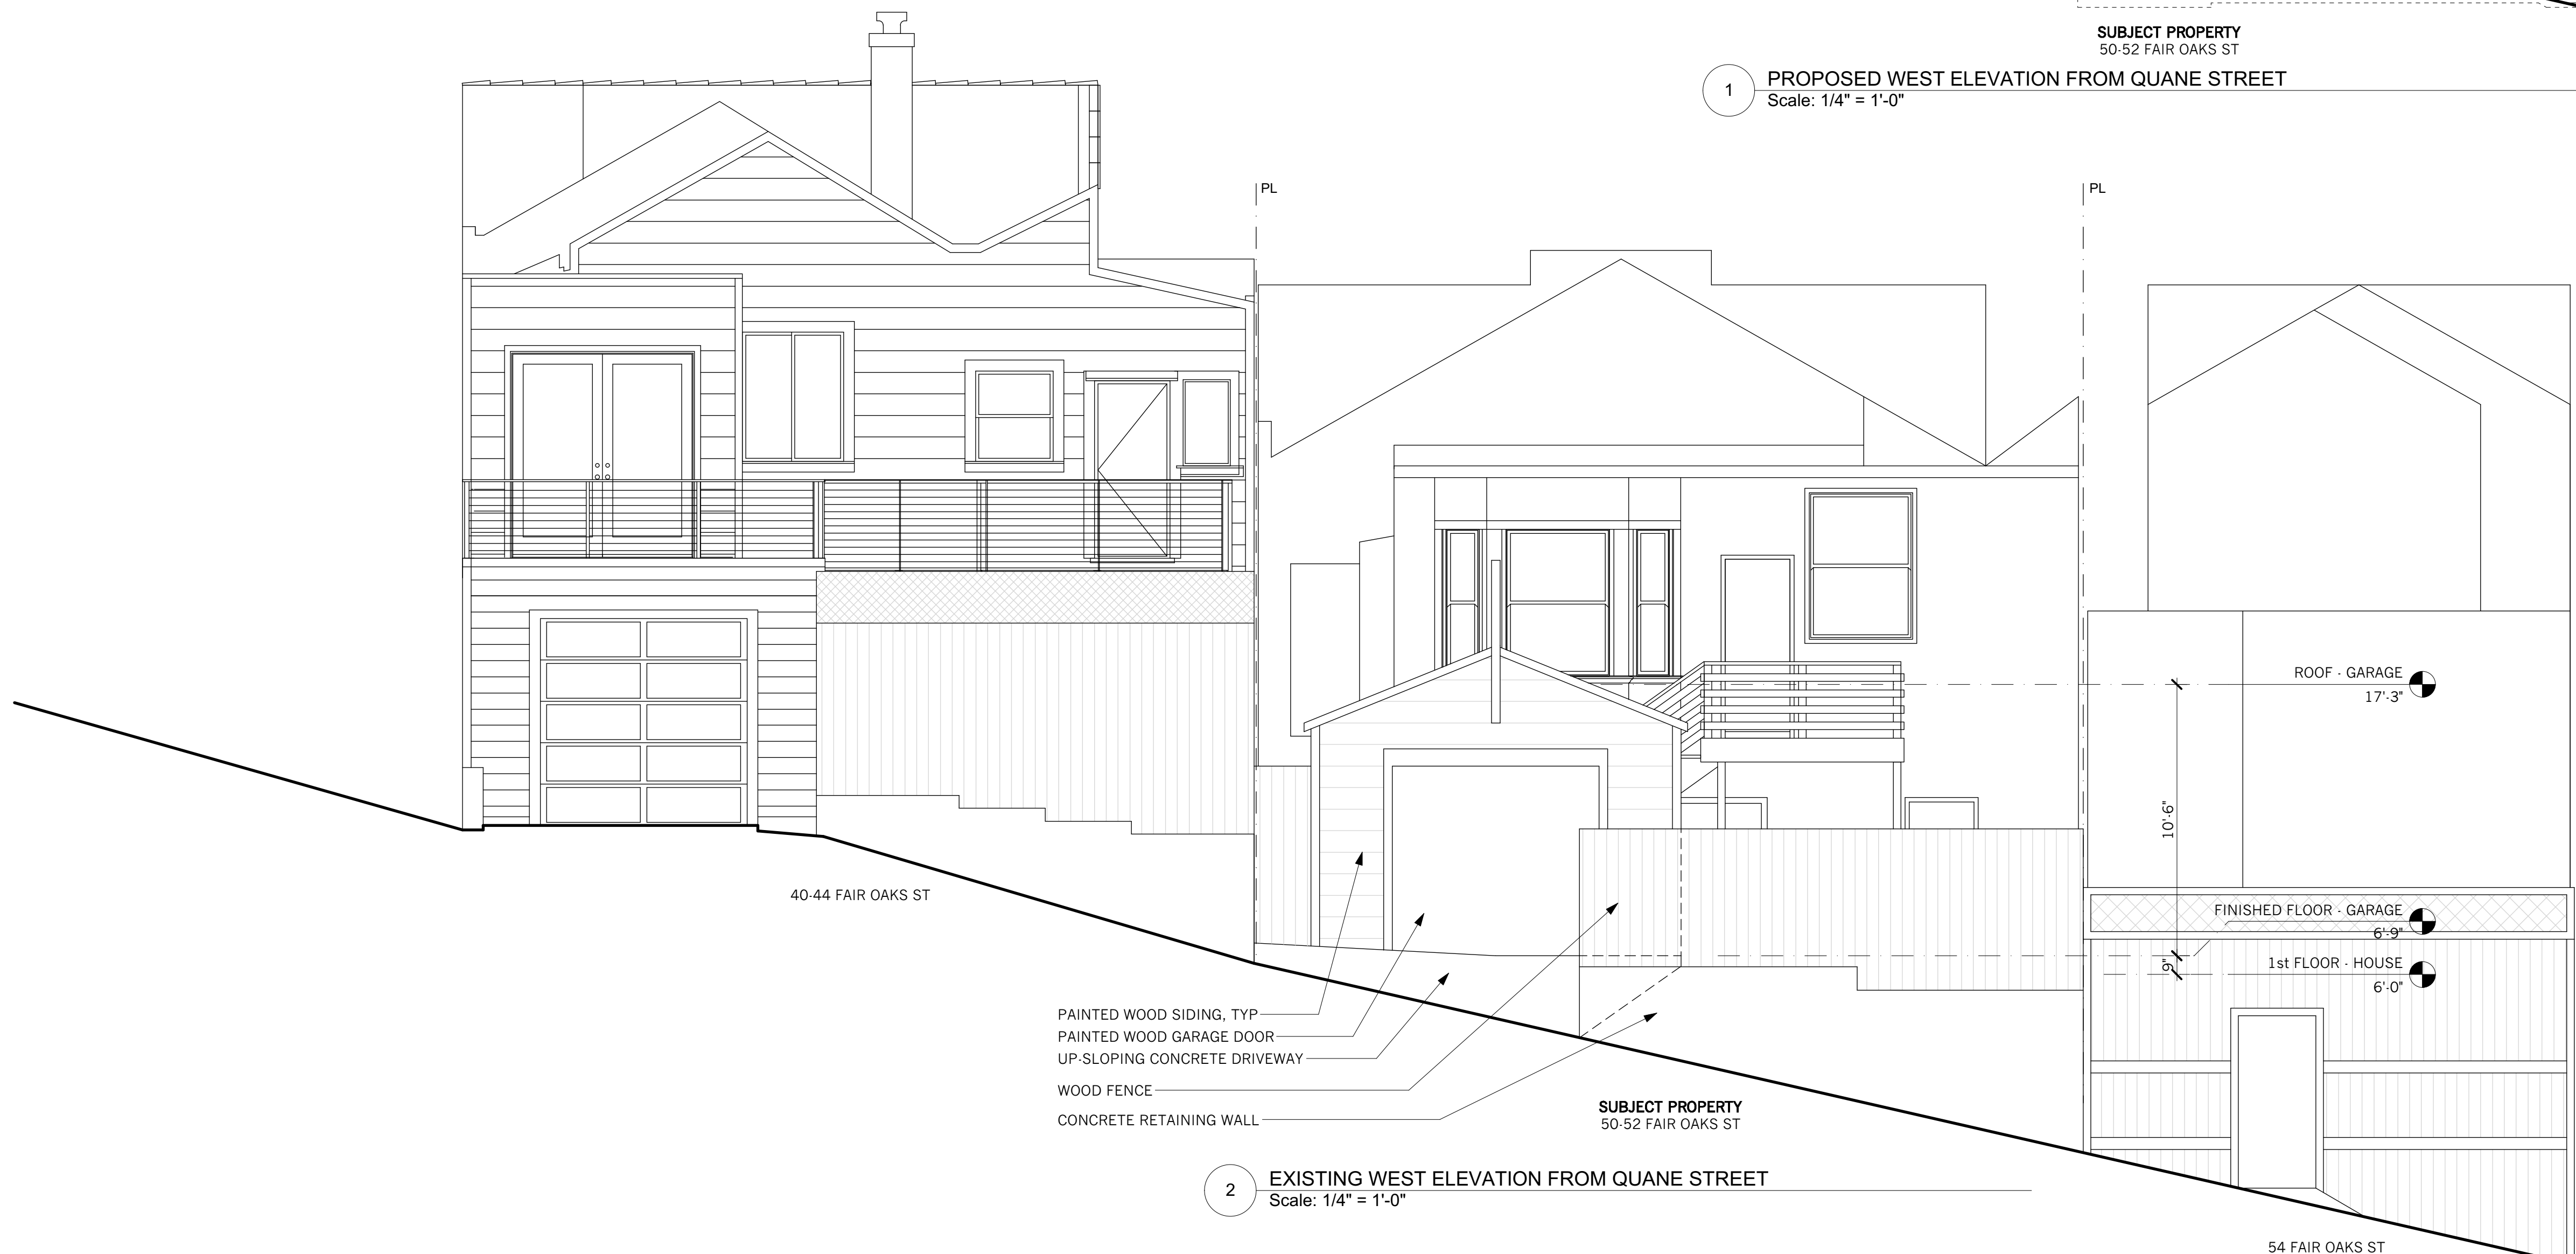 SUBJECT PROPERTY
50-52 FAIR OAKS ST
1
PROPOSED WEST ELEVATION FROM QUANE STREET
Scale: 1/4" = 1'-0"
PL
PL
ROOF - GARAGE
17'-3"
10'-6"
40-44 FAIR OAKS ST
FINISHED FLOOR - GARAGE
6'-9"
9"
1st FLOOR - HOUSE
6'-0"
PAINTED WOOD SIDING, TYP
PAINTED WOOD GARAGE DOOR
UP-SLOPING CONCRETE DRIVEWAY
WOOD FENCE
CONCRETE RETAINING WALL
SUBJECT PROPERTY
50-52 FAIR OAKS ST
2
EXISTING WEST ELEVATION FROM QUANE STREET
Scale: 1/4" = 1'-0"
54 FAIR OAKS ST